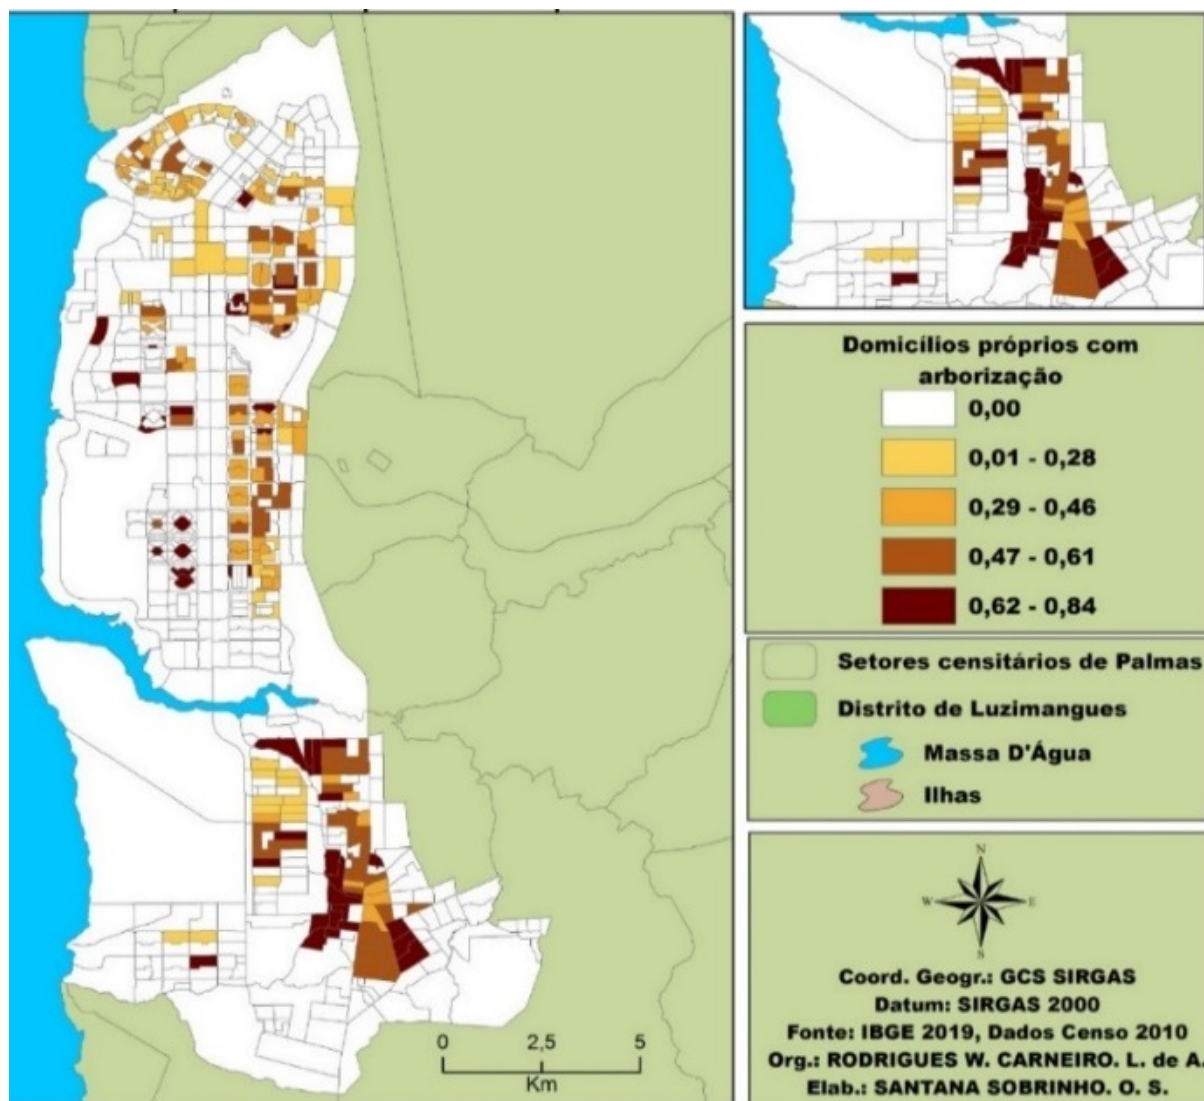 Domicílios próprios com
arborização
0,00
0,01 - 0,28
0,29 - 0,46
0,47 - 0,61
0,62 - 0,84
Setores censitários de Palmas
Distrito de Luzimangues
Massa D'Água
Ilhas
N
W E
S
Coord. Geogr.: GCS SIRGAS
Datum: SIRGAS 2000
Fonte: IBGE 2019, Dados Censo 2010
Org.: RODRIGUES W. CARNEIRO. L. de A.
Elab.: SANTANA SOBRINHO. O. S.
0 2,5 5
Km